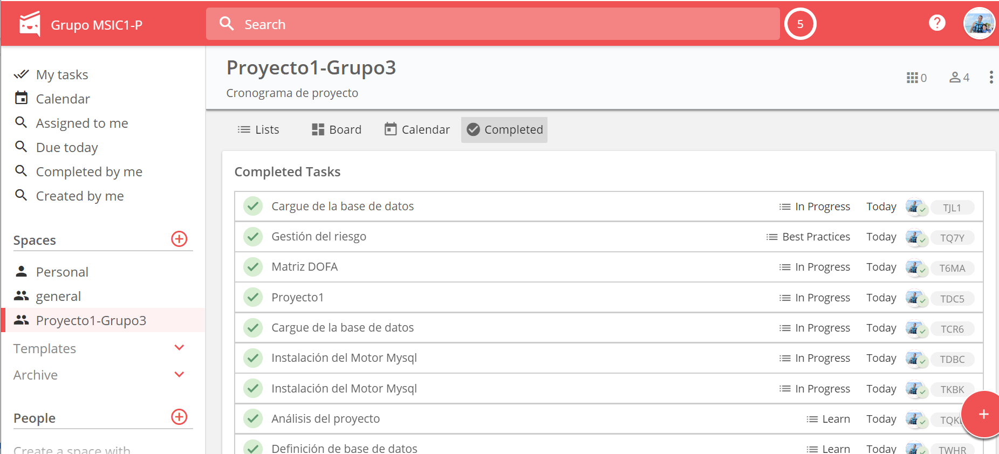 Grupo MSIC1-P
Search
5
?
My tasks
Calendar
Assigned to me
Due today
Completed by me
Created by me
Spaces
Personal
general
Proyecto1-Grupo3
Templates
Archive
People
Create a space with
Proyecto1-Grupo3
0
4
Cronograma de proyecto
Lists Board Calendar Completed
Completed Tasks
Cargue de la base de datos In Progress Today TJL1
Gestión del riesgo Best Practices Today TQ7Y
Matriz DOFA In Progress Today T6MA
Proyecto1 In Progress Today TDC5
Cargue de la base de datos In Progress Today TCR6
Instalación del Motor Mysql In Progress Today TDBC
Instalación del Motor Mysql In Progress Today TKBK
Análisis del proyecto Learn Today
Definición de base de datos Learn Today TWHR